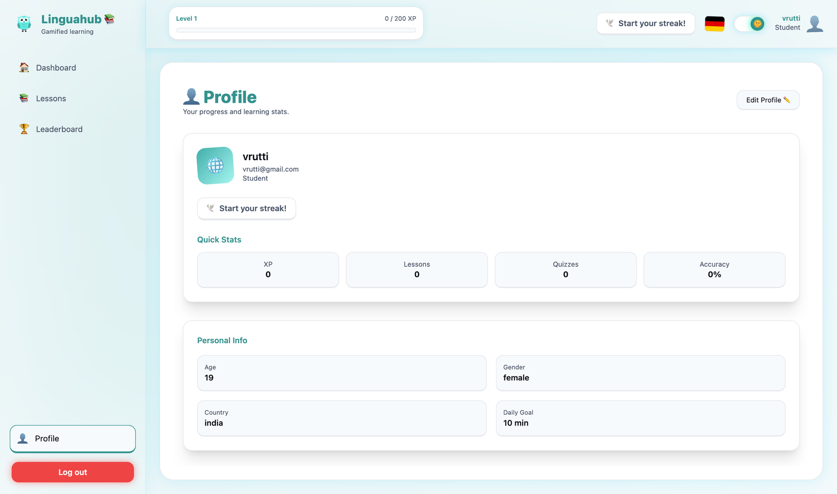 Linguahub
Gamified learning
Dashboard
Lessons
Leaderboard
Profile
Log out
Level 1
0 / 200 XP
Start your streak!
vrutti
Student
Profile
Your progress and learning stats.
Edit Profile
vrutti
vrutti@gmail.com
Student
Start your streak!
Quick Stats
XP
0
Lessons
0
Quizzes
0
Accuracy
0%
Personal Info
Age
19
Gender
female
Country
india
Daily Goal
10 min